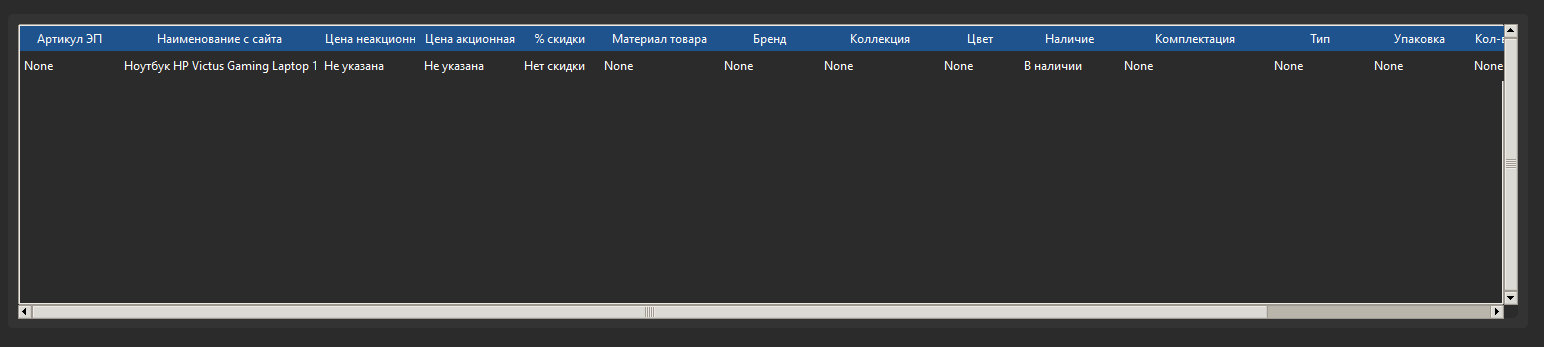 Артикул ЭП Наименование с сайта Цена неакционн Цена акционная % скидки Материал товара Бренд Коллекция Цвет Наличие Комплектация Тип Упаковка Кол-в
None Ноутбук HP Victus Gaming Laptop 1 Не указана Не указана Нет скидки None None None None В наличии None None None None